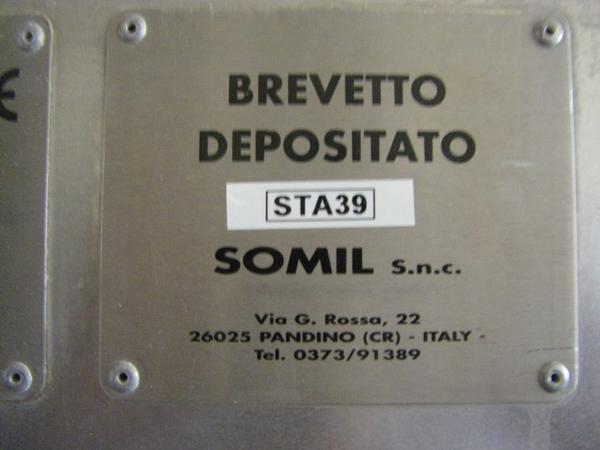 BREVETTO
DEPOSITATO
STA39
SOMIL S.n.c.
Via G. Rossa, 22
26025 PANDINO (CR) - ITALY -
Tel. 0373/91389